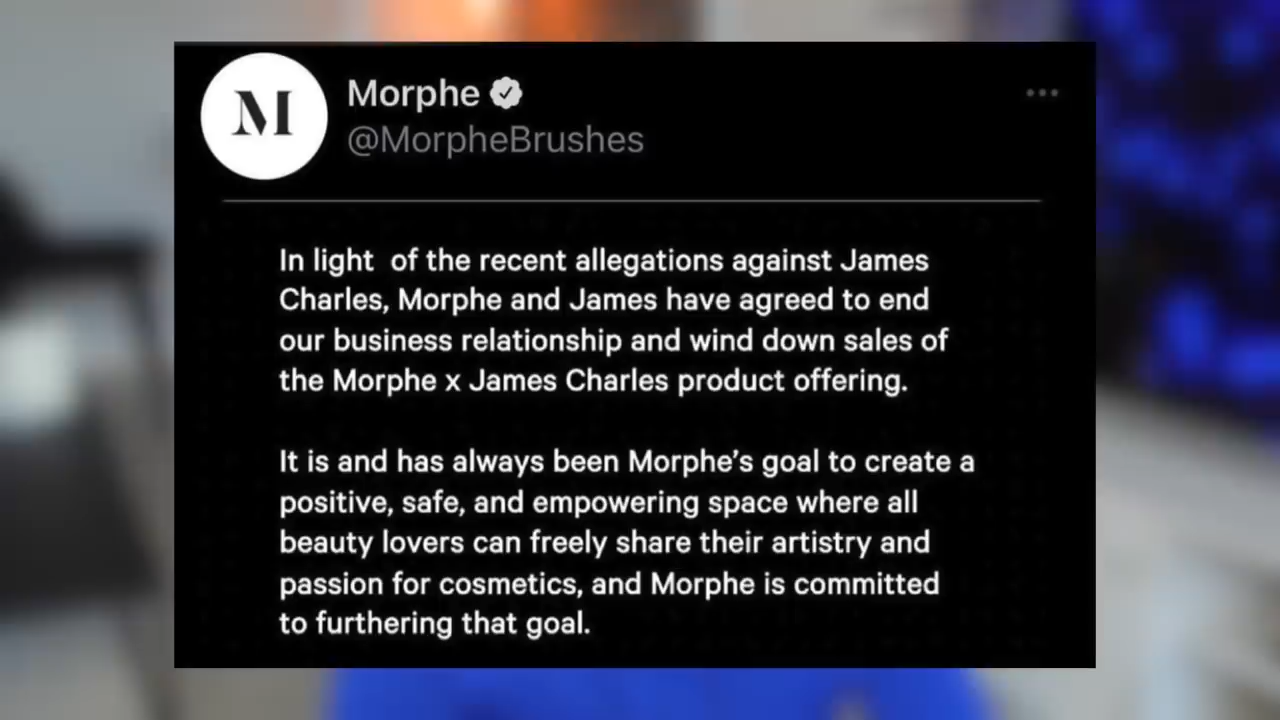 M
Morphe
@MorpheBrushes
In light  of the recent allegations against James
Charles, Morphe and James have agreed to end
our business relationship and wind down sales of
the Morphe x James Charles product offering.
It is and has always been Morphe’s goal to create a
positive, safe, and empowering space where all
beauty lovers can freely share their artistry and
passion for cosmetics, and Morphe is committed
to furthering that goal.